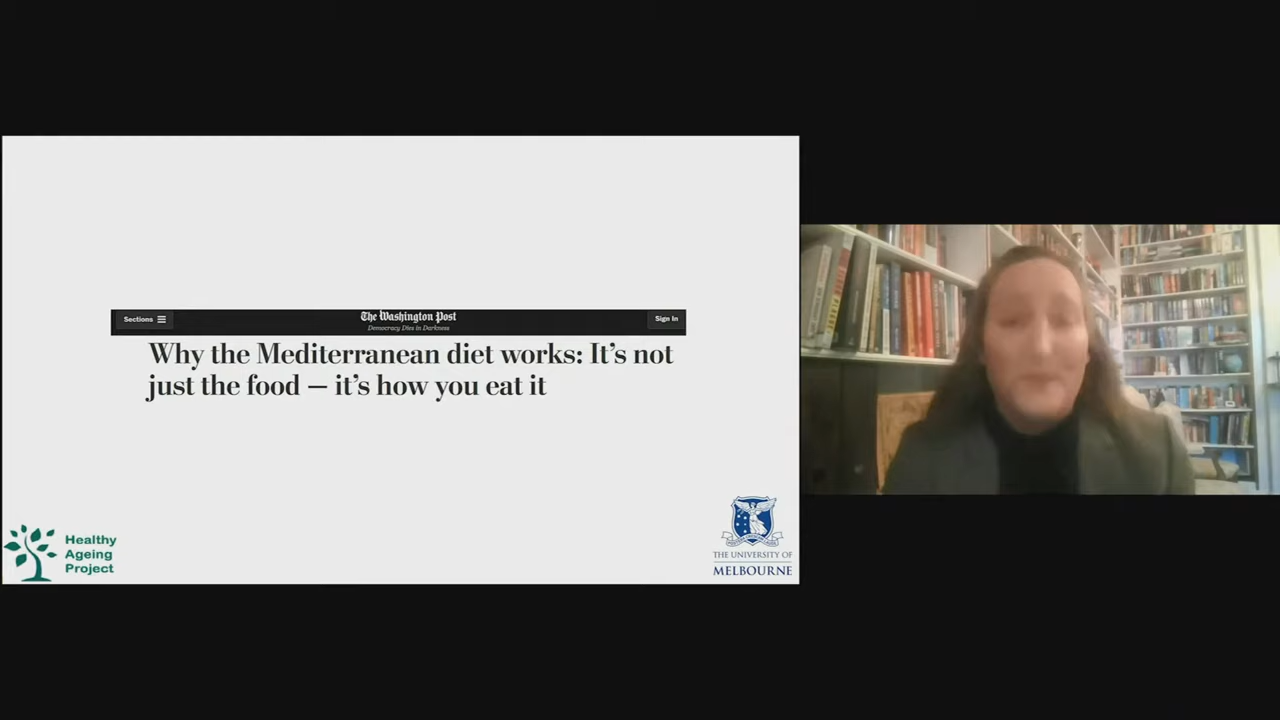 Sections
The Washington Post
Democracy Dies in Darkness
Sign In
Why the Mediterranean diet works: It's not
just the food — it's how you eat it
Healthy
Ageing
Project
THE UNIVERSITY OF
MELBOURNE